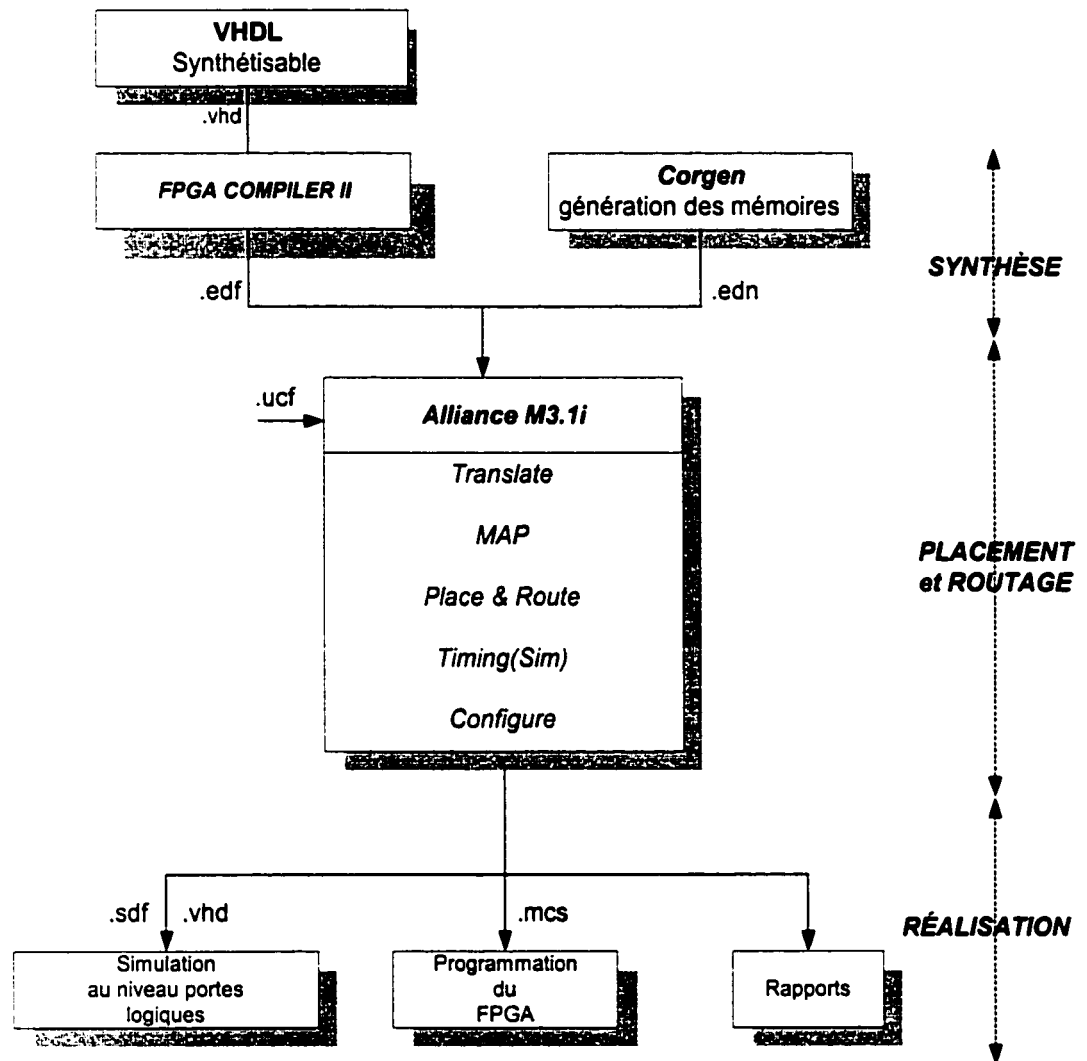 VHDL
Synthétisable
.vhd
FPGA COMPILER II
Corgen
génération des mémoires
SYNTHÈSE
.edf
.edn
.ucf
Alliance M3.1i
Translate
MAP
Place & Route
Timing(Sim)
Configure
PLACEMENT
et ROUTAGE
.sdf
.vhd
.mcs
RÉALISATION
Simulation
au niveau portes
logiques
Programmation
du
FPGA
Rapports